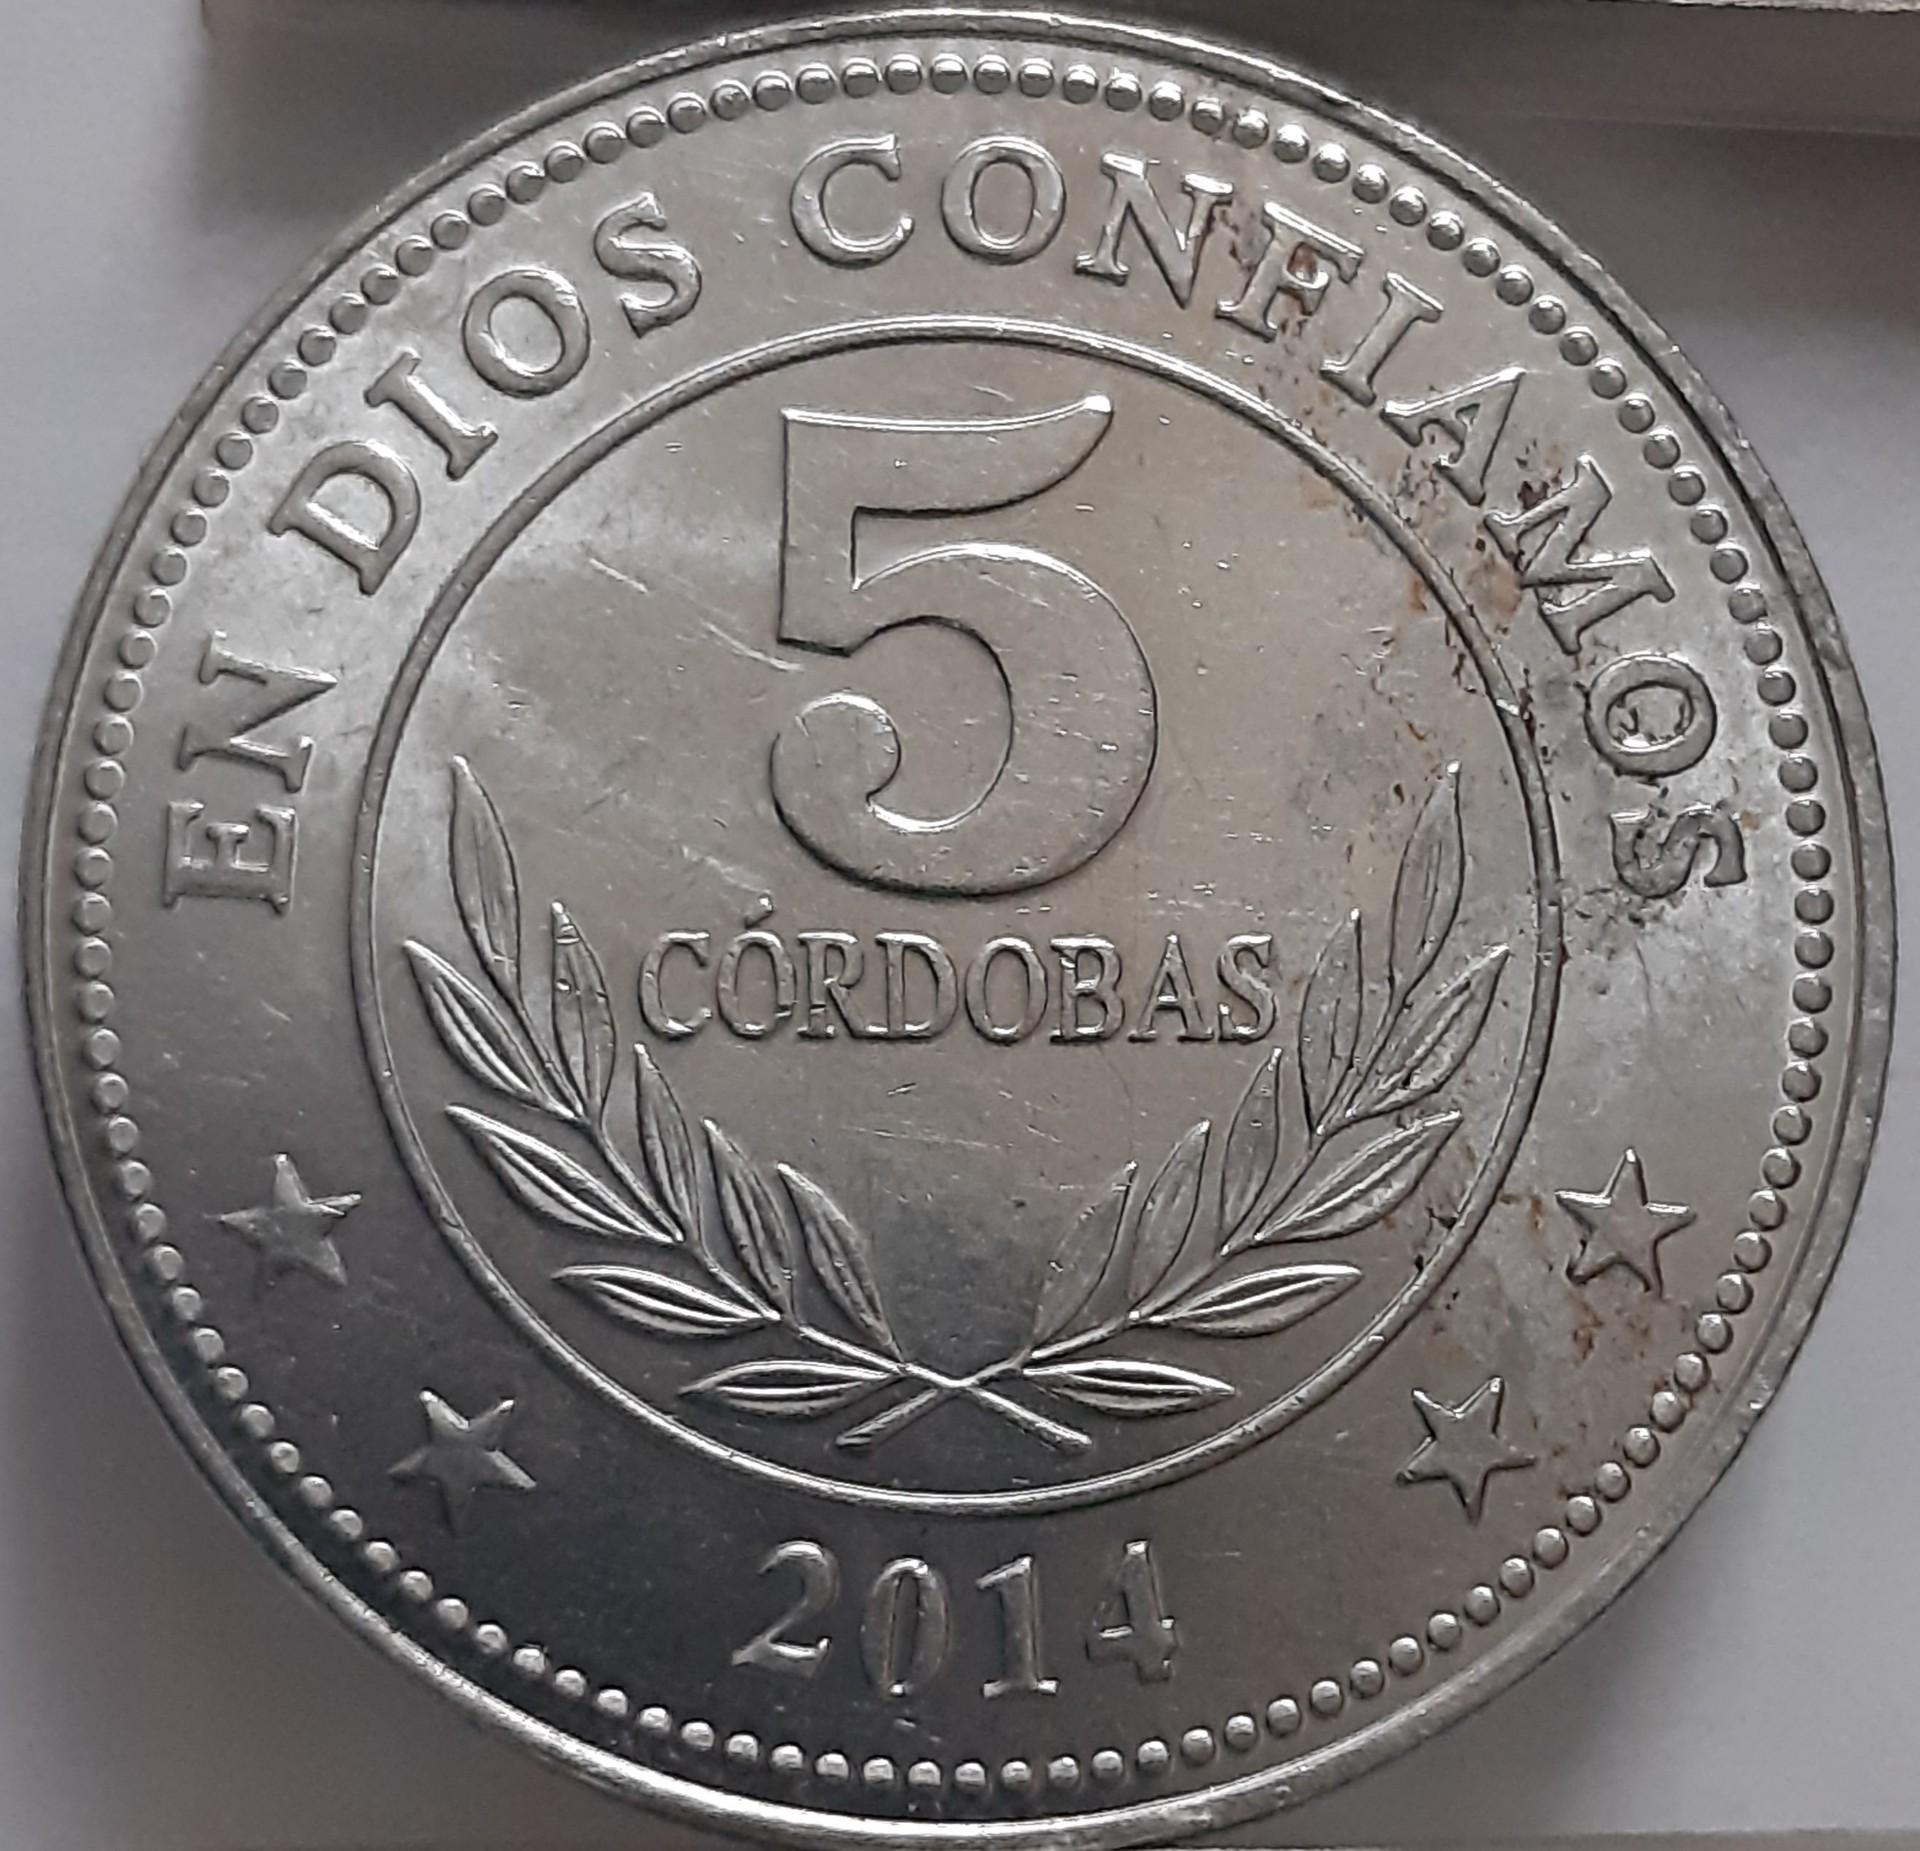 EN DIOS CONFIAMOS
5
CÓRDOBAS
2014